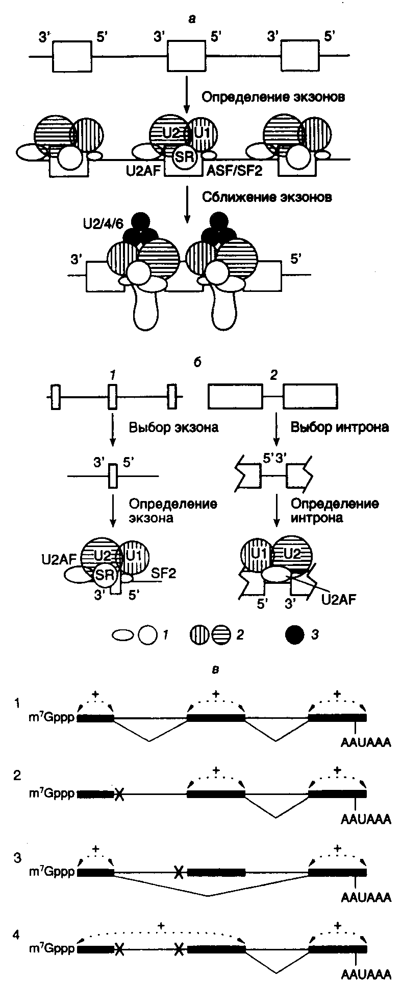 а
3' 5' 3' 5' 3' 5'
Определение экзонов
U2 U1
SR
U2AF ASF/SF2
Сближение экзонов
U2/4/6
3' 5'
б
1 2
Выбор экзона Выбор интрона
3' 5' 5' 3'
Определение экзона
Определение интрона
U2AF U2 U1 SR SF2
3' 5'
U1 U2
5' 3' U2AF
1 2 3
в
+ + +
1 m⁷Gppp
AAUAAA
+ +
2 m⁷Gppp X
AAUAAA
+ +
3 m⁷Gppp X
AAUAAA
+ +
4 m⁷Gppp X X
AAUAAA